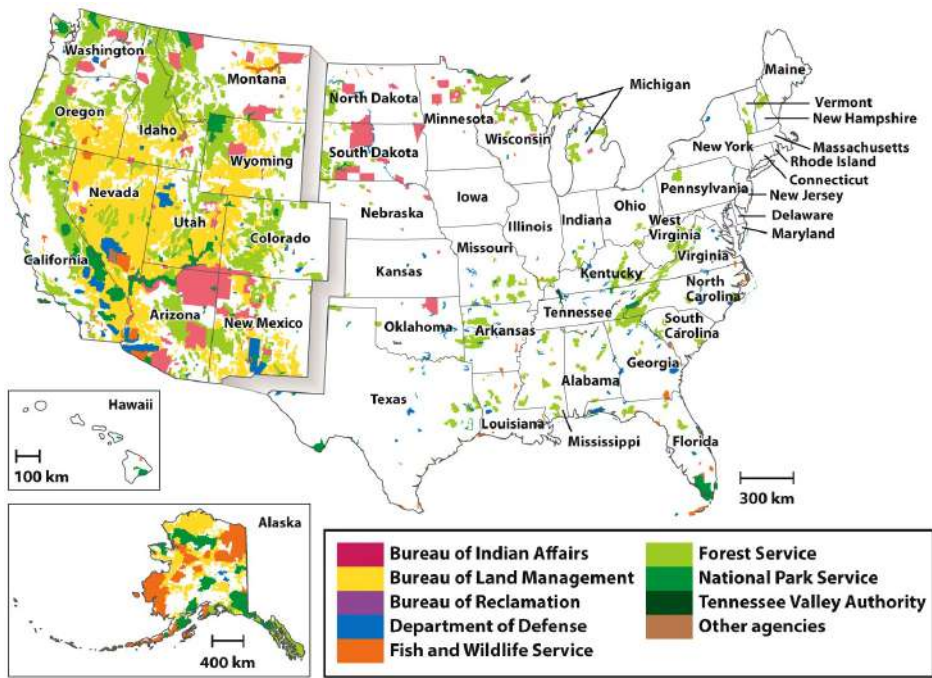 Washington
Montana
Oregon
Idaho
Wyoming
Nevada
Utah
Colorado
California
Arizona
New Mexico
North Dakota
Minnesota
South Dakota
Wisconsin
Michigan
Nebraska
Iowa
Illinois
Indiana
Ohio
Kansas
Missouri
Kentucky
West
Virginia
Virginia
Oklahoma
Arkansas
Tennessee
North
Carolina
South
Carolina
Texas
Louisiana
Mississippi
Alabama
Georgia
Florida
Maine
Vermont
New Hampshire
New York
Massachusetts
Rhode Island
Connecticut
Pennsylvania
New Jersey
Delaware
Maryland
Hawaii
100 km
300 km
Alaska
400 km
Bureau of Indian Affairs
Bureau of Land Management
Bureau of Reclamation
Department of Defense
Fish and Wildlife Service
Forest Service
National Park Service
Tennessee Valley Authority
Other agencies